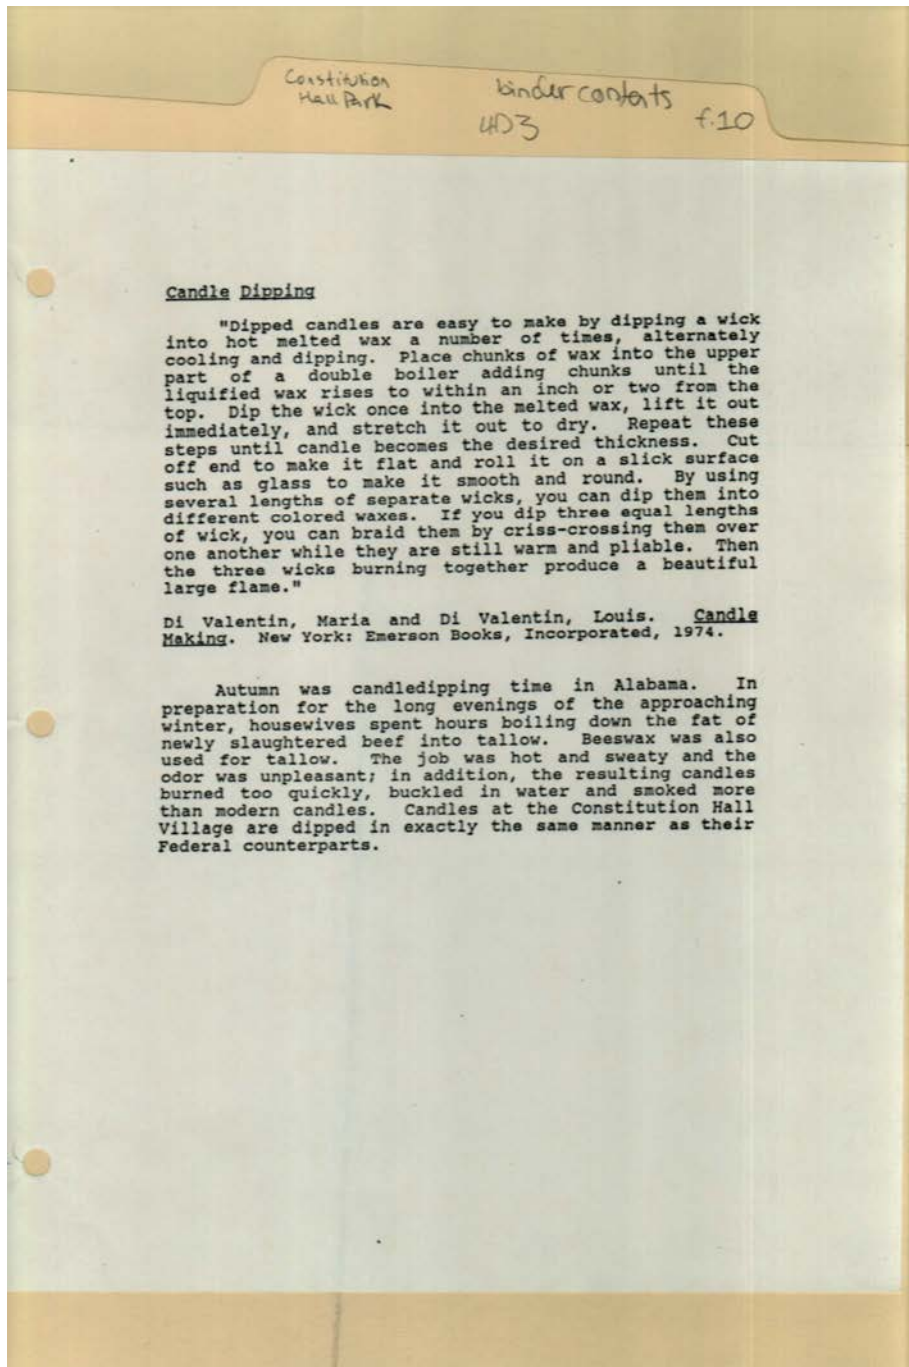 Constitution
Hall Park
binder contents
4D3 f.10
Candle Dipping
"Dipped candles are easy to make by dipping a wick
into hot melted wax a number of times, alternately
cooling and dipping. Place chunks of wax into the upper
part of a double boiler adding chunks until the
liquified wax rises to within an inch or two from the
top. Dip the wick once into the melted wax, lift it out
immediately, and stretch it out to dry. Repeat these
steps until candle becomes the desired thickness. Cut
off end to make it flat and roll it on a slick surface
such as glass to make it smooth and round. By using
several lengths of separate wicks, you can dip them into
different colored waxes. If you dip three equal lengths
of wick, you can braid them by criss-crossing them over
one another while they are still warm and pliable. Then
the three wicks burning together produce a beautiful
large flame."
Di Valentin, Maria and Di Valentin, Louis. Candle
Making. New York: Emerson Books, Incorporated, 1974.
Autumn was candledipping time in Alabama. In
preparation for the long evenings of the approaching
winter, housewives spent hours boiling down the fat of
newly slaughtered beef into tallow. Beeswax was also
used for tallow. The job was hot and sweaty and the
odor was unpleasant; in addition, the resulting candles
burned too quickly, buckled in water and smoked more
than modern candles. Candles at the Constitution Hall
Village are dipped in exactly the same manner as their
Federal counterparts.